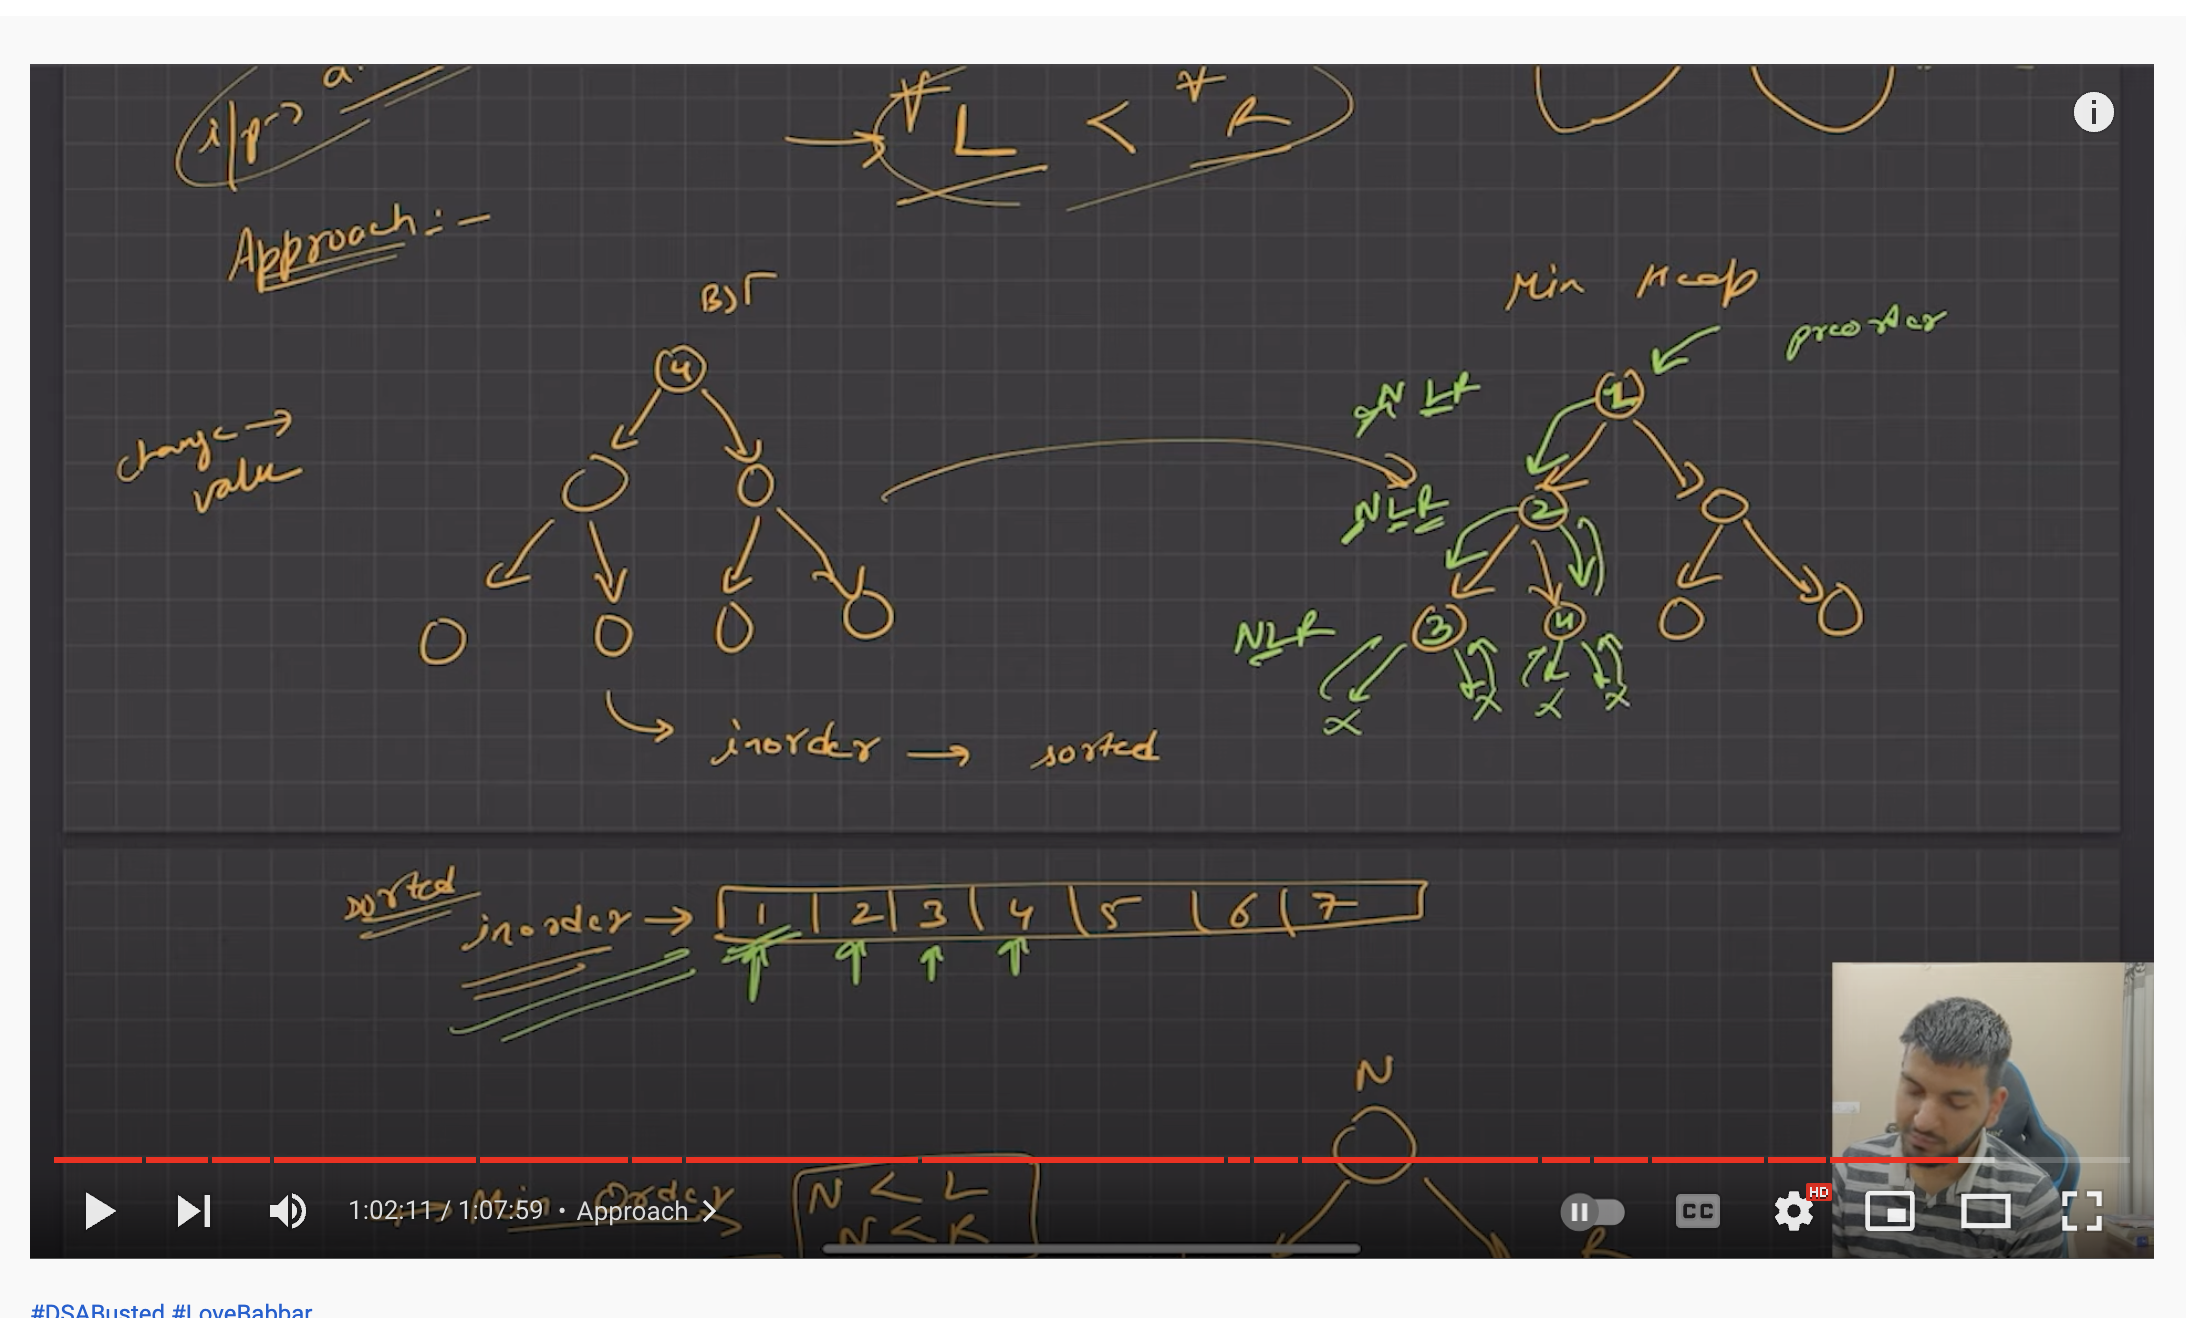 i/p->
∀L < ∀R
Approach :-
BST
Min Heap
preorder
4
1
N LR
change →
value
NLR
2
NLR
3
4
inorder → sorted
sorted
inorder → 1 2 3 4 5 6 7
N
Min Order
N < L
N < R
R
1:02:11 / 1:07:59 • Approach
CC
HD
#DSABusted #LoveBabbar